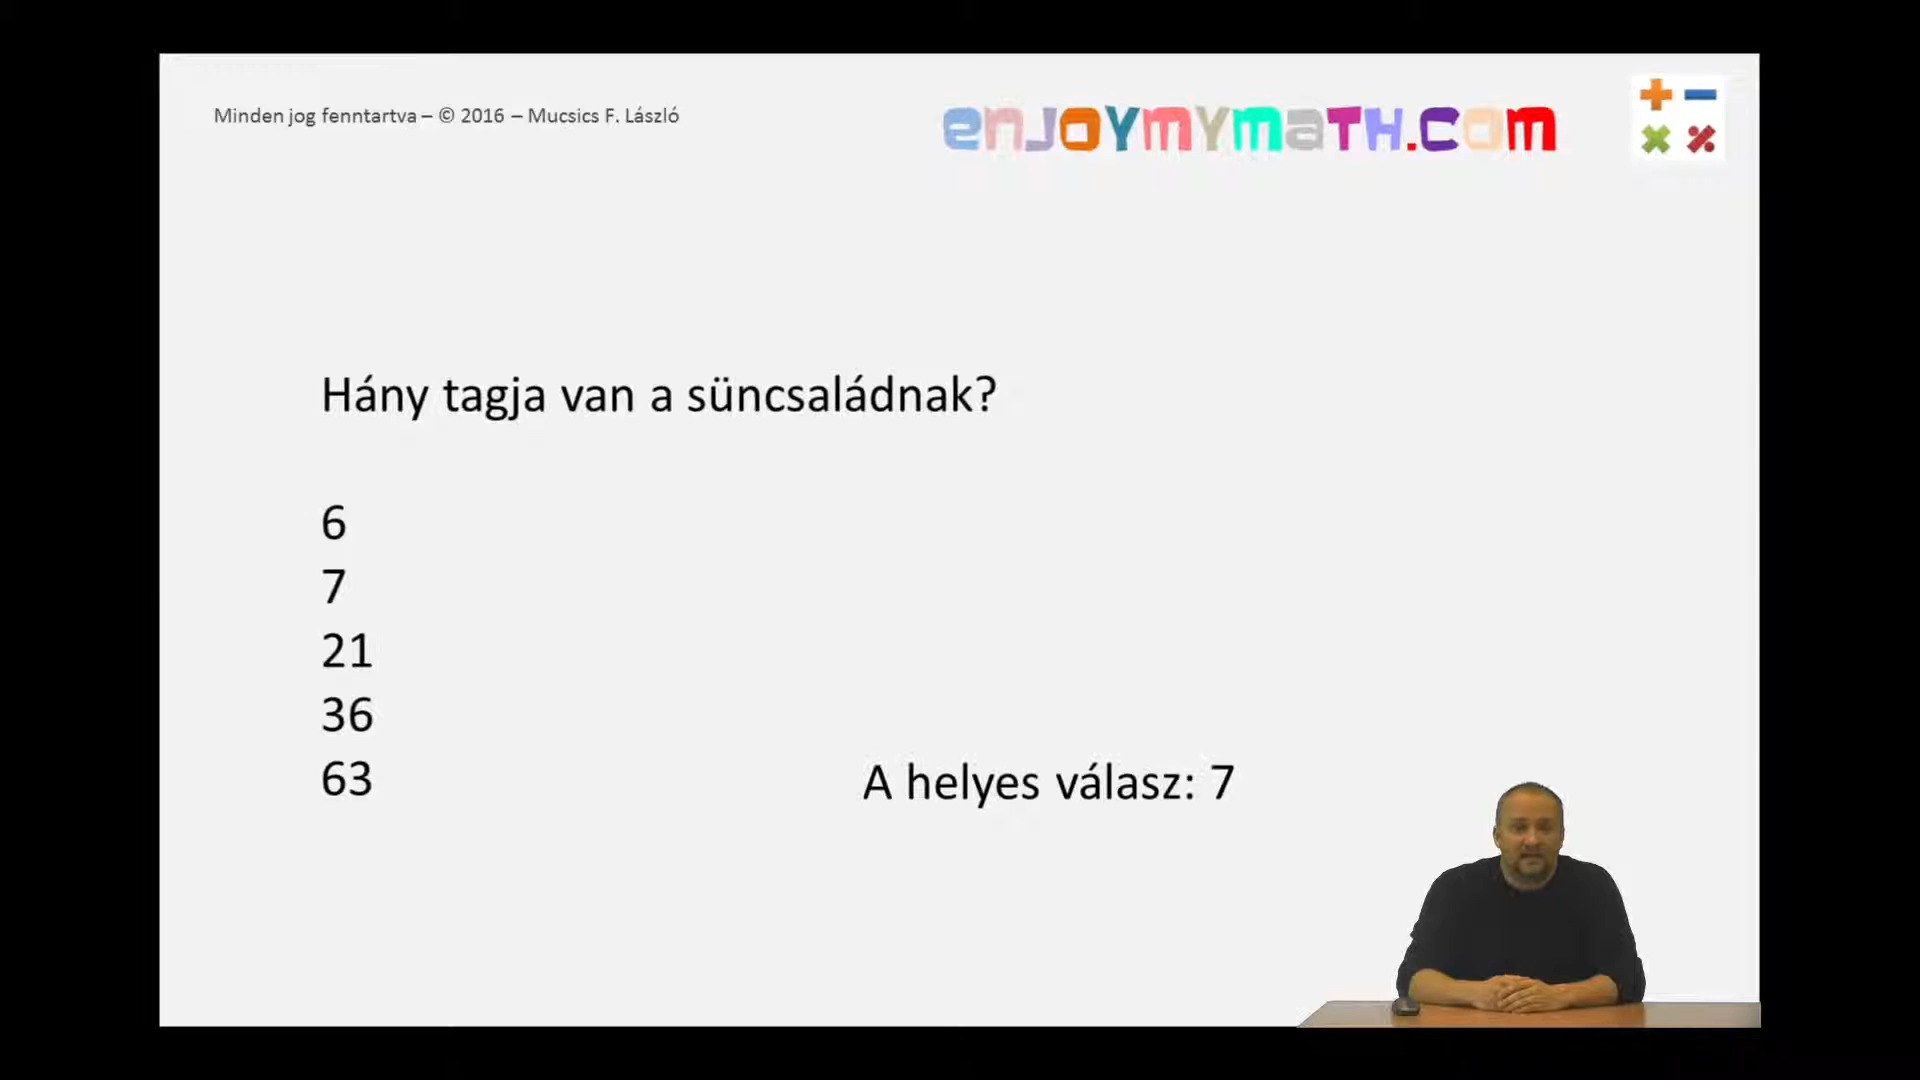 Minden jog fenntartva – © 2016 – Mucsics F. László
enjoymymath.com
Hány tagja van a süncsaládnak?
6
7
21
36
63
A helyes válasz: 7